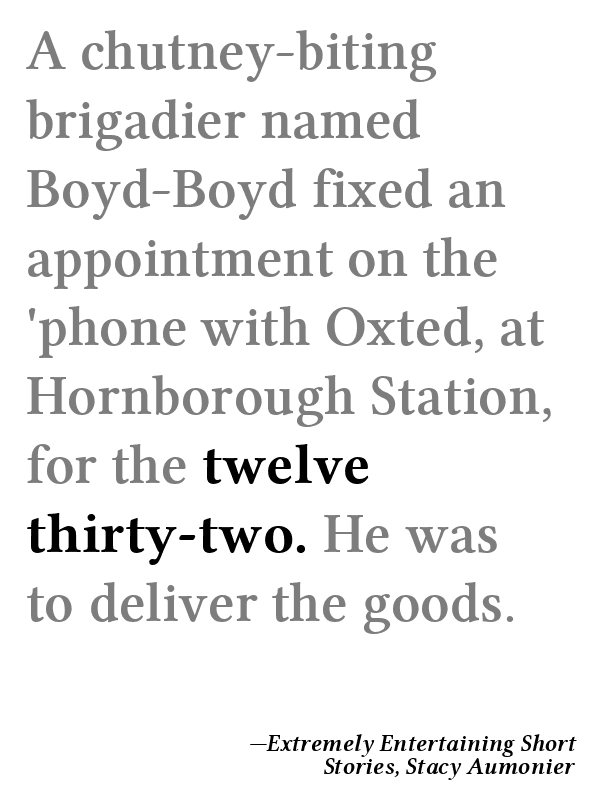 A chutney-biting
brigadier named
Boyd-Boyd fixed an
appointment on the
'phone with Oxted, at
Hornborough Station,
for the twelve
thirty-two. He was
to deliver the goods.
—Extremely Entertaining Short
Stories, Stacy Aumonier